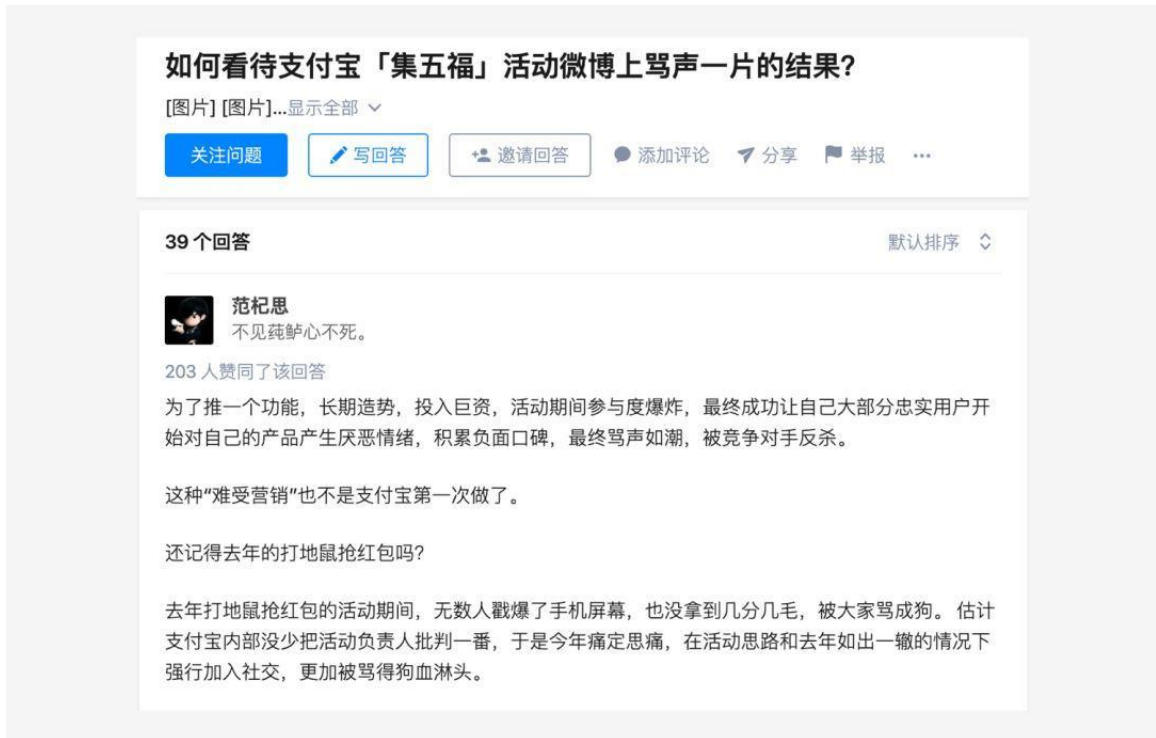 如何看待支付宝「集五福」活动微博上骂声一片的结果?
[图片] [图片]...显示全部
关注问题 写回答 邀请回答 添加评论 分享 举报 ...
39 个回答 默认排序
范杞思
不见莼鲈心不死。
203 人赞同了该回答
为了推一个功能，长期造势，投入巨资，活动期间参与度爆炸，最终成功让自己大部分忠实用户开
始对自己的产品产生厌恶情绪，积累负面口碑，最终骂声如潮，被竞争对手反杀。
这种“难受营销”也不是支付宝第一次做了。
还记得去年的打地鼠抢红包吗?
去年打地鼠抢红包的活动期间，无数人戳爆了手机屏幕，也没拿到几分几毛，被大家骂成狗。 估计
支付宝内部没少把活动负责人批判一番，于是今年痛定思痛，在活动思路和去年如出一辙的情况下
强行加入社交，更加被骂得狗血淋头。